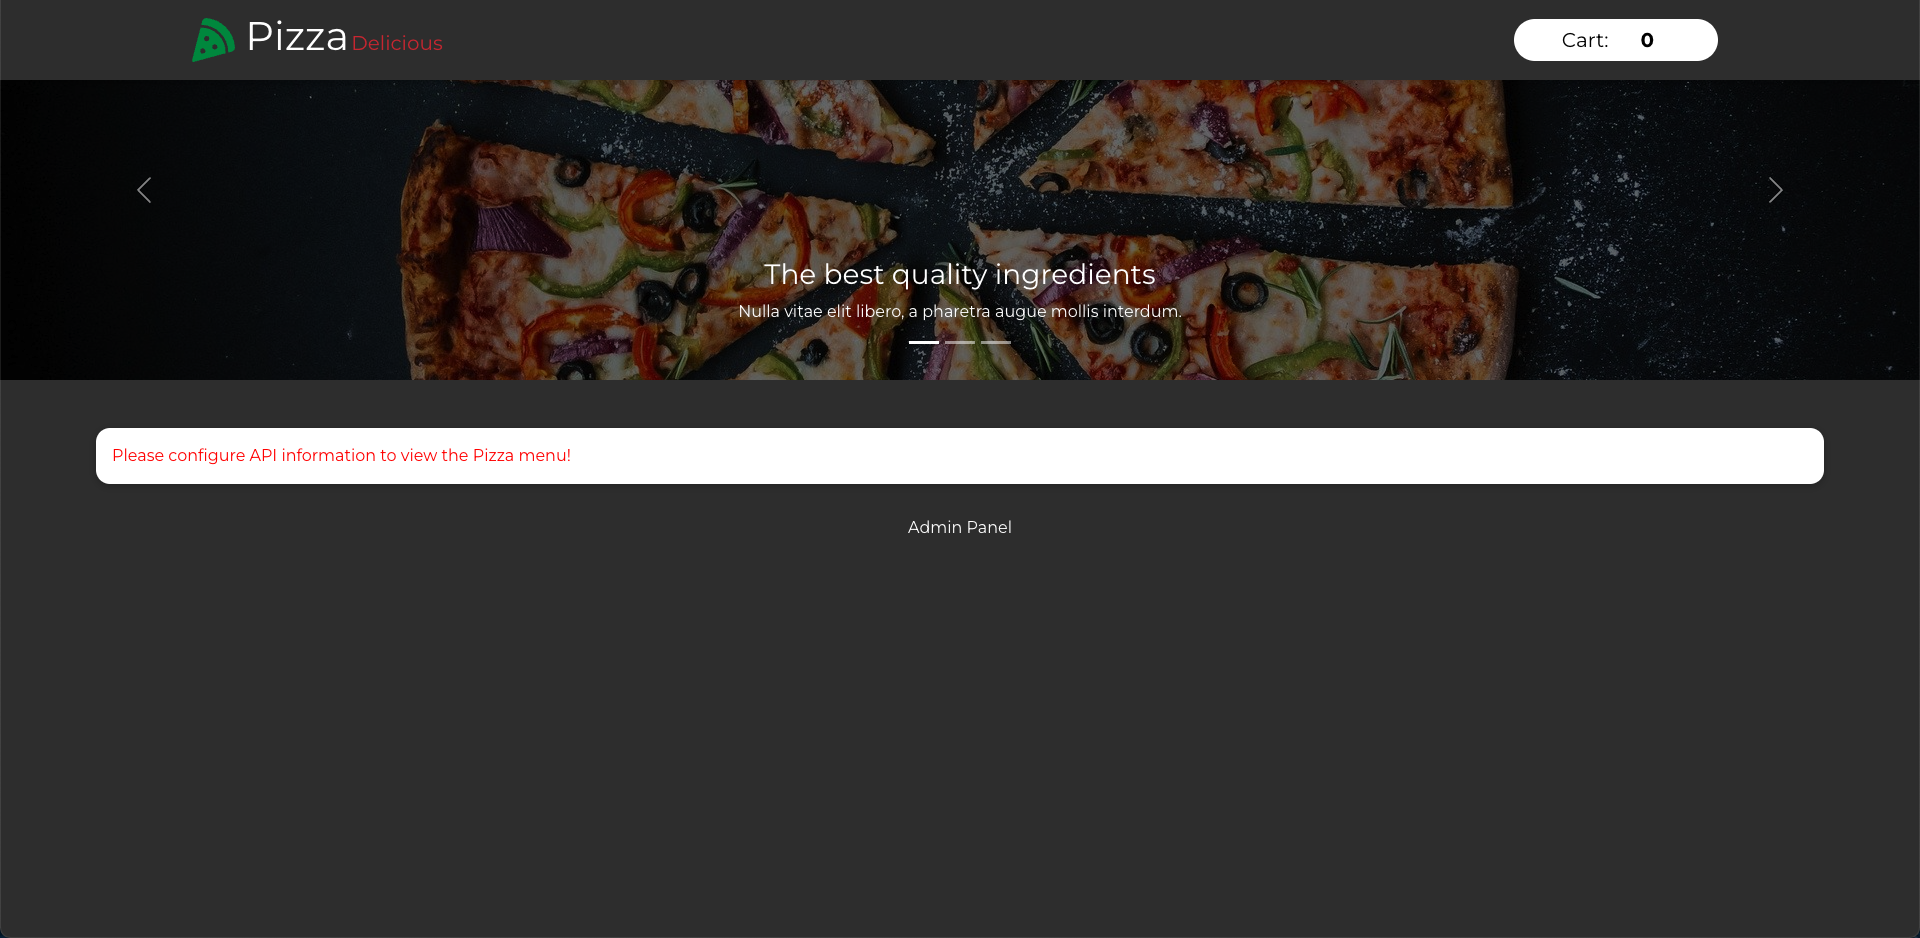 Pizza Delicious
Cart: 0
The best quality ingredients
Nulla vitae elit libero, a pharetra augue mollis interdum.
Please configure API information to view the Pizza menu!
Admin Panel